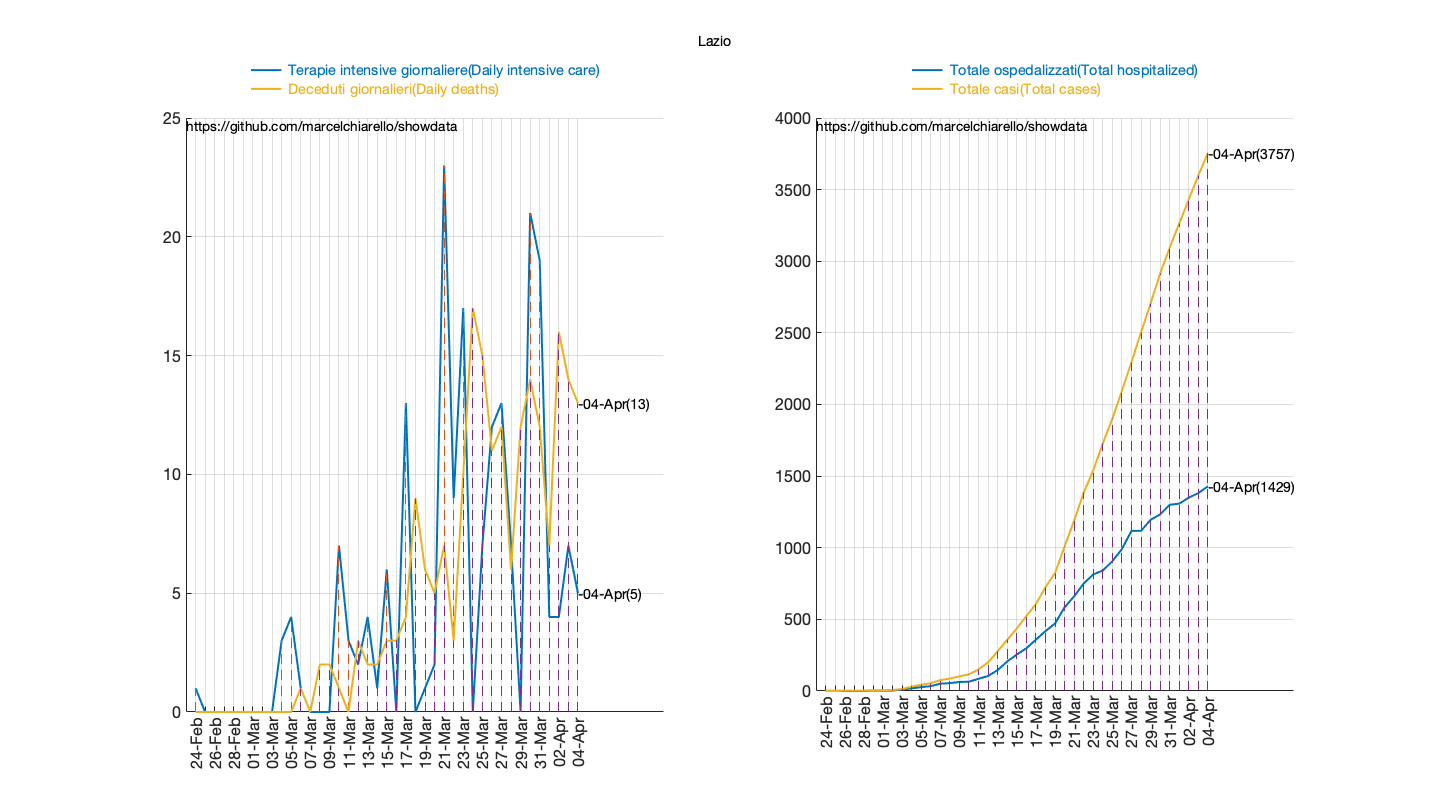 Lazio
Terapie intensive giornaliere(Daily intensive care)
Deceduti giornalieri(Daily deaths)
https://github.com/marcelchiarello/showdata
25
20
15
10
5
0
-04-Apr(13)
-04-Apr(5)
24-Feb
26-Feb
28-Feb
01-Mar
03-Mar
05-Mar
07-Mar
09-Mar
11-Mar
13-Mar
15-Mar
17-Mar
19-Mar
21-Mar
23-Mar
25-Mar
27-Mar
29-Mar
31-Mar
02-Apr
04-Apr
Totale ospedalizzati(Total hospitalized)
Totale casi(Total cases)
https://github.com/marcelchiarello/showdata
4000
3500
3000
2500
2000
1500
1000
500
0
-04-Apr(3757)
-04-Apr(1429)
24-Feb
26-Feb
28-Feb
01-Mar
03-Mar
05-Mar
07-Mar
09-Mar
11-Mar
13-Mar
15-Mar
17-Mar
19-Mar
21-Mar
23-Mar
25-Mar
27-Mar
29-Mar
31-Mar
02-Apr
04-Apr